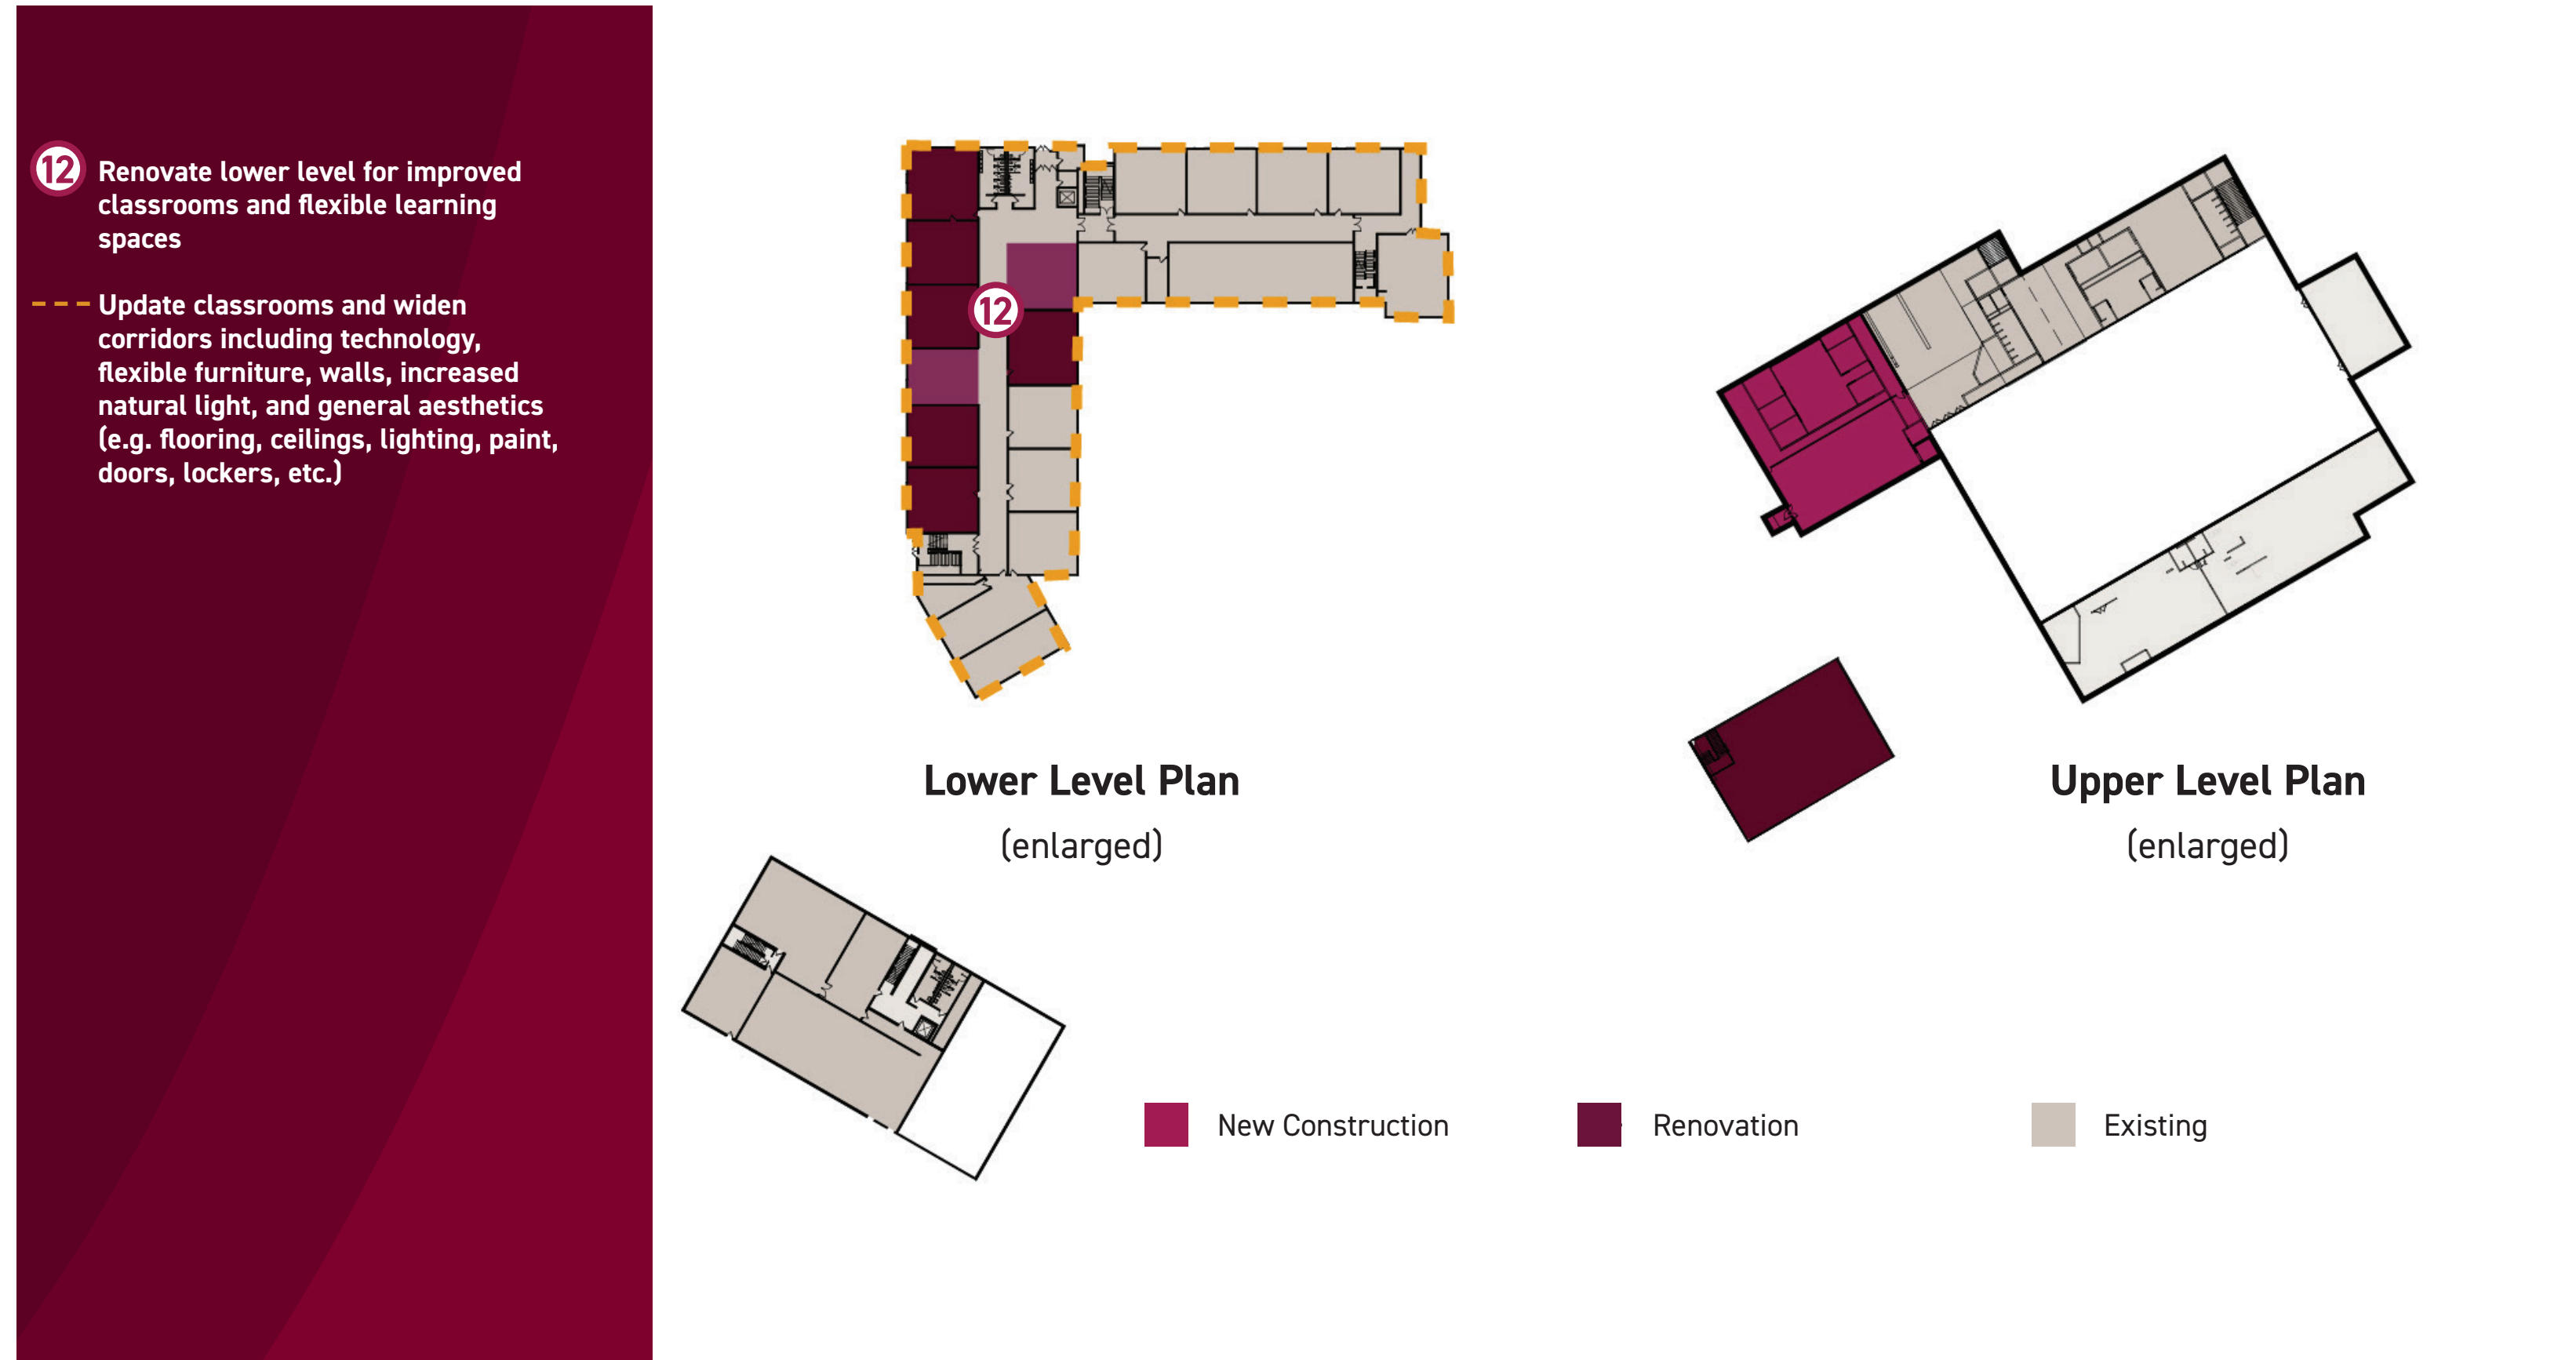 12 Renovate lower level for improved
classrooms and flexible learning
spaces
Update classrooms and widen
corridors including technology,
flexible furniture, walls, increased
natural light, and general aesthetics
(e.g. flooring, ceilings, lighting, paint,
doors, lockers, etc.)
12
Lower Level Plan
(enlarged)
Upper Level Plan
(enlarged)
New Construction
Renovation
Existing